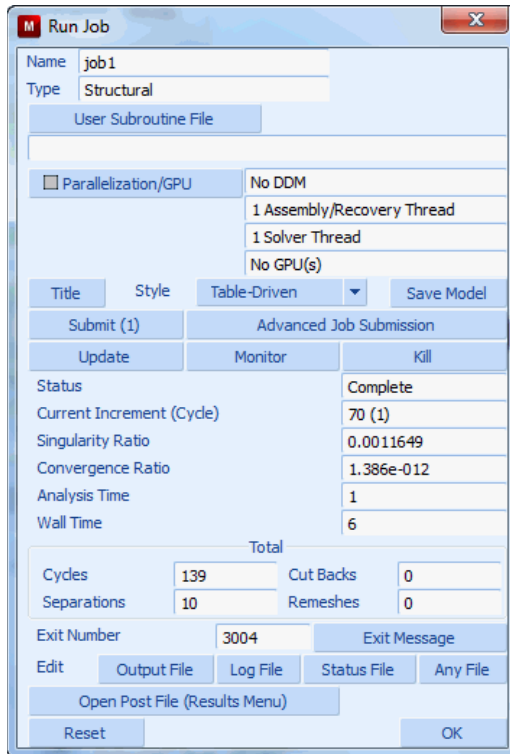 M Run Job
X
Name job1
Type Structural
User Subroutine File
Parallelization/GPU No DDM
1 Assembly/Recovery Thread
1 Solver Thread
No GPU(s)
Title Style Table-Driven Save Model
Submit (1) Advanced Job Submission
Update Monitor Kill
Status Complete
Current Increment (Cycle) 70 (1)
Singularity Ratio 0.0011649
Convergence Ratio 1.386e-012
Analysis Time 1
Wall Time 6
Total
Cycles 139 Cut Backs 0
Separations 10 Remeshes 0
Exit Number 3004 Exit Message
Edit Output File Log File Status File Any File
Open Post File (Results Menu)
Reset OK